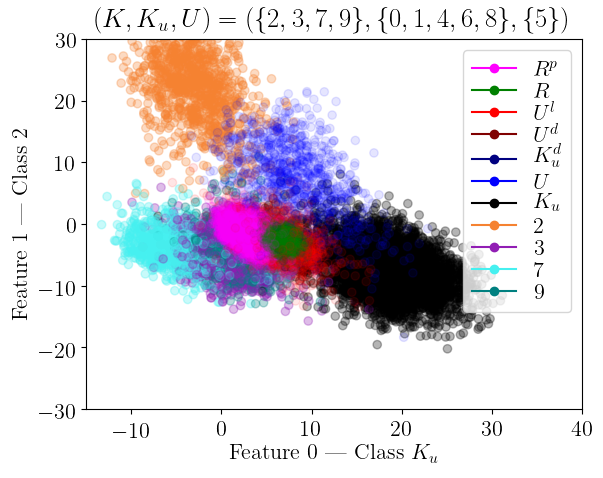 (K, K_u, U) = ({2, 3, 7, 9}, {0, 1, 4, 6, 8}, {5})
30
20
10
0
−10
−20
−30
Feature 1 — Class 2
−10
0
10
20
30
40
Feature 0 — Class K_u
R^p
R
U^l
U^d
K_u^d
U
K_u
2
3
7
9